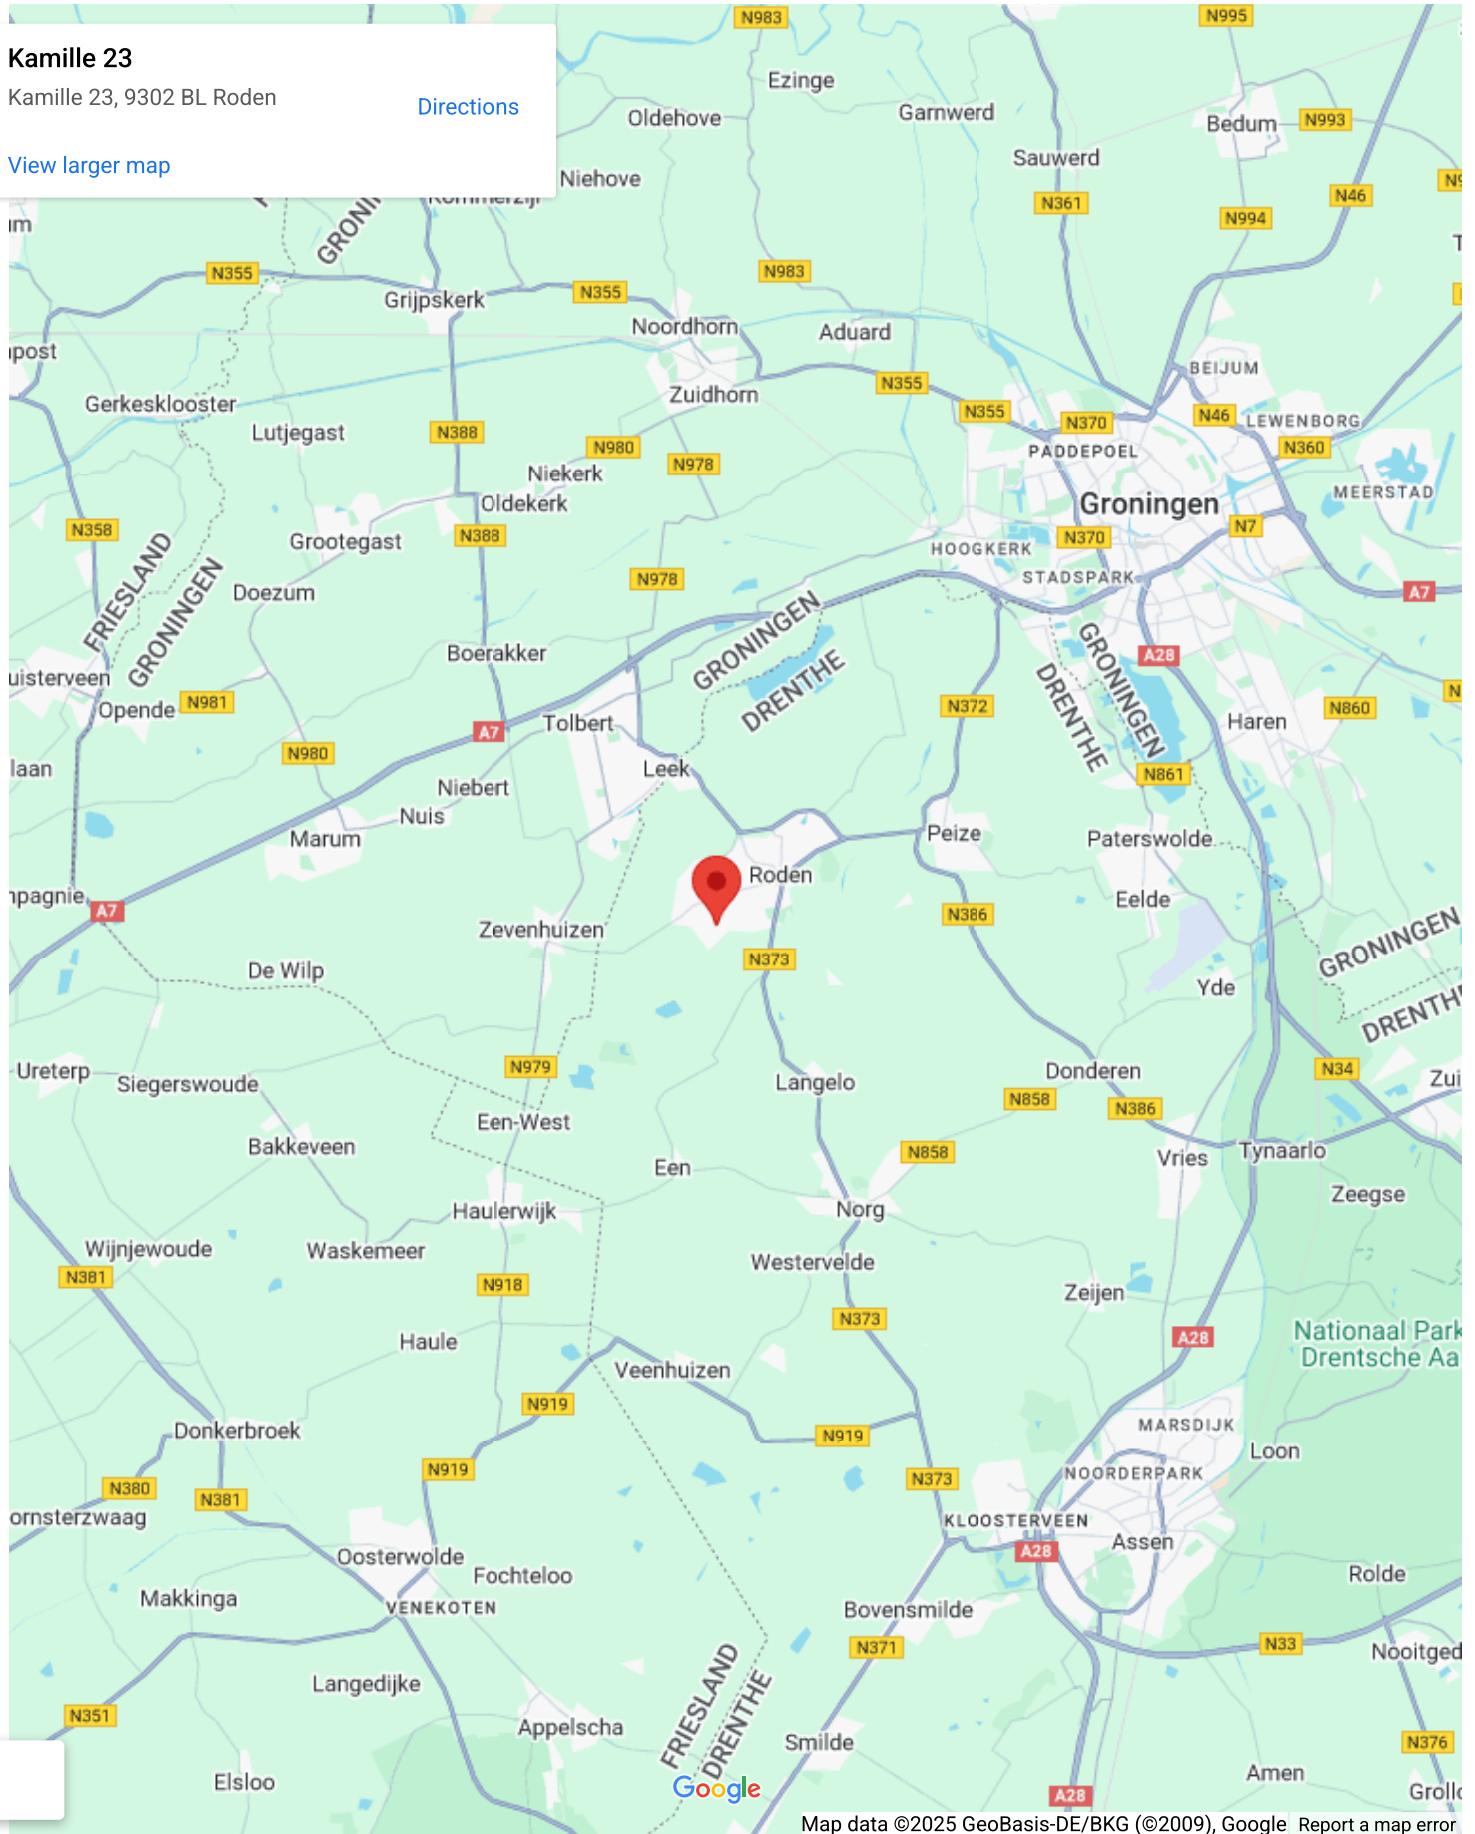 Kamille 23
Kamille 23, 9302 BL Roden
Directions
View larger map
N983
N995
Ezinge
Oldehove
Garnwerd
Bedum
N993
Sauwerd
Niehove
N46
N361
N994
N355
N983
N355
Grijpskerk
Noordhorn
Aduard
BEIJUM
Zuidhorn
N355
N355
Gerkesklooster
N370
N46
LEWENBORG
Lutjegast
N388
N980
N360
PADDEPOEL
N978
Niekerk
MEERSTAD
Oldekerk
Groningen
N358
N388
N7
Grootegast
N370
HOOGKERK
FRIESLAND
GRONINGEN
N978
STADSPARK
Doezum
A7
GRONINGEN
DRENTHE
Boerakker
A28
GRONINGEN
DRENTHE
N981
Opende
N372
N860
Tolbert
Haren
A7
N980
Leek
N861
Niebert
Nuis
Marum
Peize
Paterswolde
Roden
Eelde
A7
N386
Zevenhuizen
GRONINGEN
N373
De Wilp
Yde
DRENTHE
Ureterp
N979
N34
Donderen
Siegerswoude
Langelo
N858
N386
Een-West
Bakkeveen
N858
Tynaarlo
Vries
Een
Zeegse
Haulerwijk
Norg
Wijnjewoude
Waskemeer
Westervelde
N381
N918
Zeijen
N373
Nationaal Park
Drentsche Aa
A28
Haule
Veenhuizen
N919
MARSDIJK
Donkerbroek
N919
Loon
N919
NOORDERPARK
N373
N380
N381
KLOOSTERVEEN
Assen
A28
Oosterwolde
Fochteloo
Rolde
Makkinga
VENEKOTEN
Bovensmilde
N33
N371
FRIESLAND
DRENTHE
Langedijke
N351
Appelscha
Smilde
N376
Elsloo
Amen
Google
A28
Map data ©2025 GeoBasis-DE/BKG (©2009), Google
Report a map error